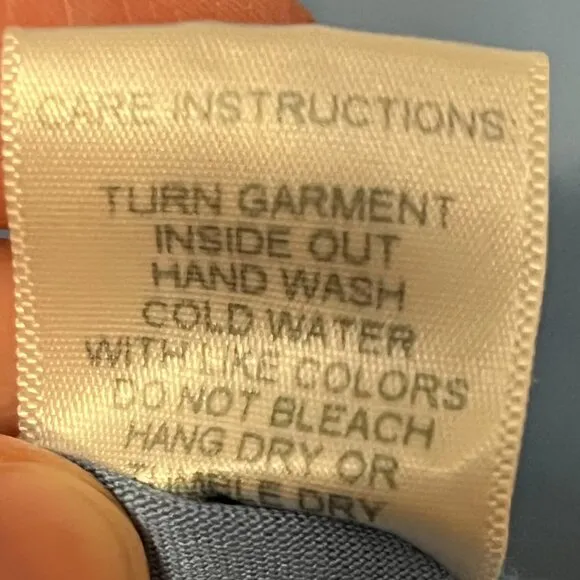 CARE INSTRUCTIONS
TURN GARMENT
INSIDE OUT
HAND WASH
COLD WATER
WITH LIKE COLORS
DO NOT BLEACH
HANG DRY OR
TUMBLE DRY